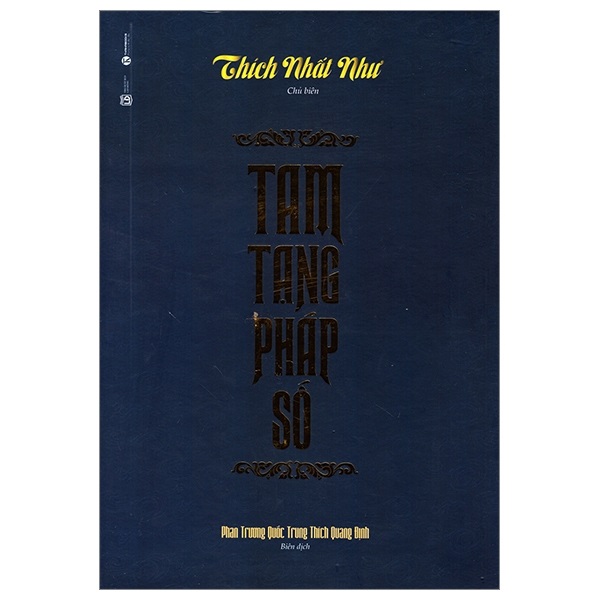 Thích Nhất Như
Chủ biên
TAM
TẠNG
PHÁP
SỐ
Phan Trương Quốc Trung Thích Quang Định
Biên dịch